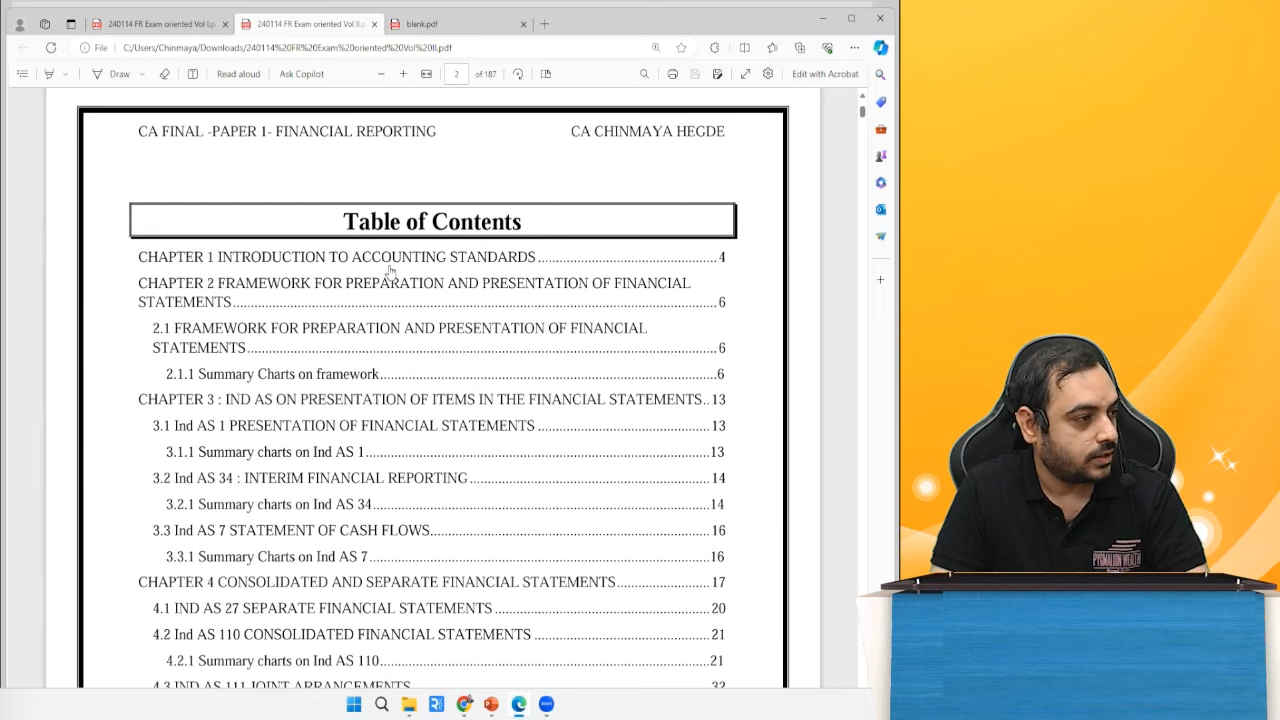 240114 FR Exam oriented Vol I.p
240114 FR Exam oriented Vol II.p
blank.pdf
File
C:/Users/Chinmaya/Downloads/240114%20FR%20Exam%20oriented%20Vol%20II.pdf
Draw
Read aloud
Ask Copilot
2
of 187
Edit with Acrobat
CA FINAL -PAPER 1- FINANCIAL REPORTING
CA CHINMAYA HEGDE
Table of Contents
CHAPTER 1 INTRODUCTION TO ACCOUNTING STANDARDS 4
CHAPTER 2 FRAMEWORK FOR PREPARATION AND PRESENTATION OF FINANCIAL
STATEMENTS 6
2.1 FRAMEWORK FOR PREPARATION AND PRESENTATION OF FINANCIAL
STATEMENTS 6
2.1.1 Summary Charts on framework 6
CHAPTER 3 : IND AS ON PRESENTATION OF ITEMS IN THE FINANCIAL STATEMENTS.. 13
3.1 Ind AS 1 PRESENTATION OF FINANCIAL STATEMENTS 13
3.1.1 Summary charts on Ind AS 1 13
3.2 Ind AS 34 : INTERIM FINANCIAL REPORTING 14
3.2.1 Summary charts on Ind AS 34 14
3.3 Ind AS 7 STATEMENT OF CASH FLOWS 16
3.3.1 Summary Charts on Ind AS 7 16
CHAPTER 4 CONSOLIDATED AND SEPARATE FINANCIAL STATEMENTS 17
4.1 IND AS 27 SEPARATE FINANCIAL STATEMENTS 20
4.2 Ind AS 110 CONSOLIDATED FINANCIAL STATEMENTS 21
4.2.1 Summary charts on Ind AS 110 21
4.3 IND AS 111 JOINT ARRANGEMENTS 32
PYGMALION WEALTH